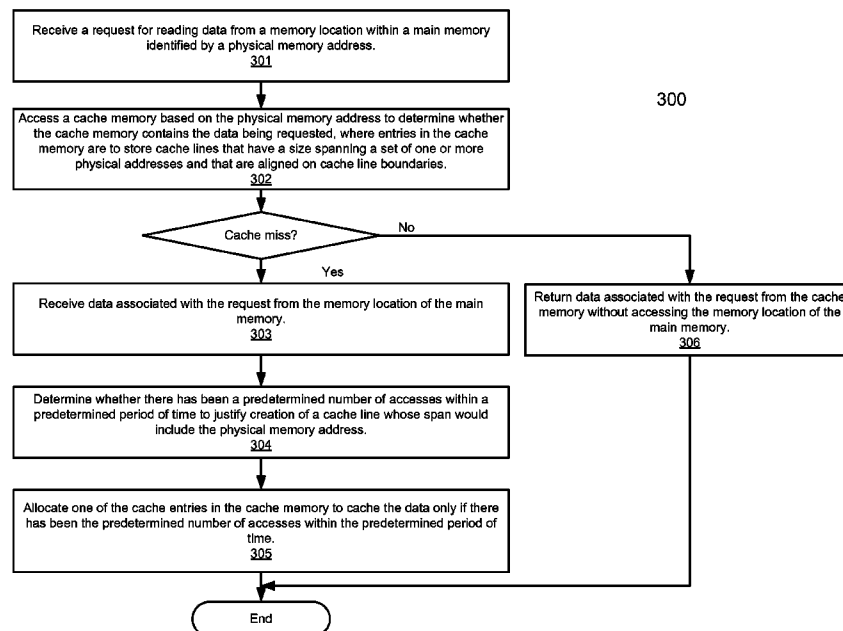 Receive a request for reading data from a memory location within a main memory
identified by a physical memory address.
301
300
Access a cache memory based on the physical memory address to determine whether
the cache memory contains the data being requested, where entries in the cache
memory are to store cache lines that have a size spanning a set of one or more
physical addresses and that are aligned on cache line boundaries.
302
Cache miss?
No
Yes
Receive data associated with the request from the memory location of the main
memory.
303
Return data associated with the request from the cache
memory without accessing the memory location of the
main memory.
306
Determine whether there has been a predetermined number of accesses within a
predetermined period of time to justify creation of a cache line whose span would
include the physical memory address.
304
Allocate one of the cache entries in the cache memory to cache the data only if there
has been the predetermined number of accesses within the predetermined period of
time.
305
End